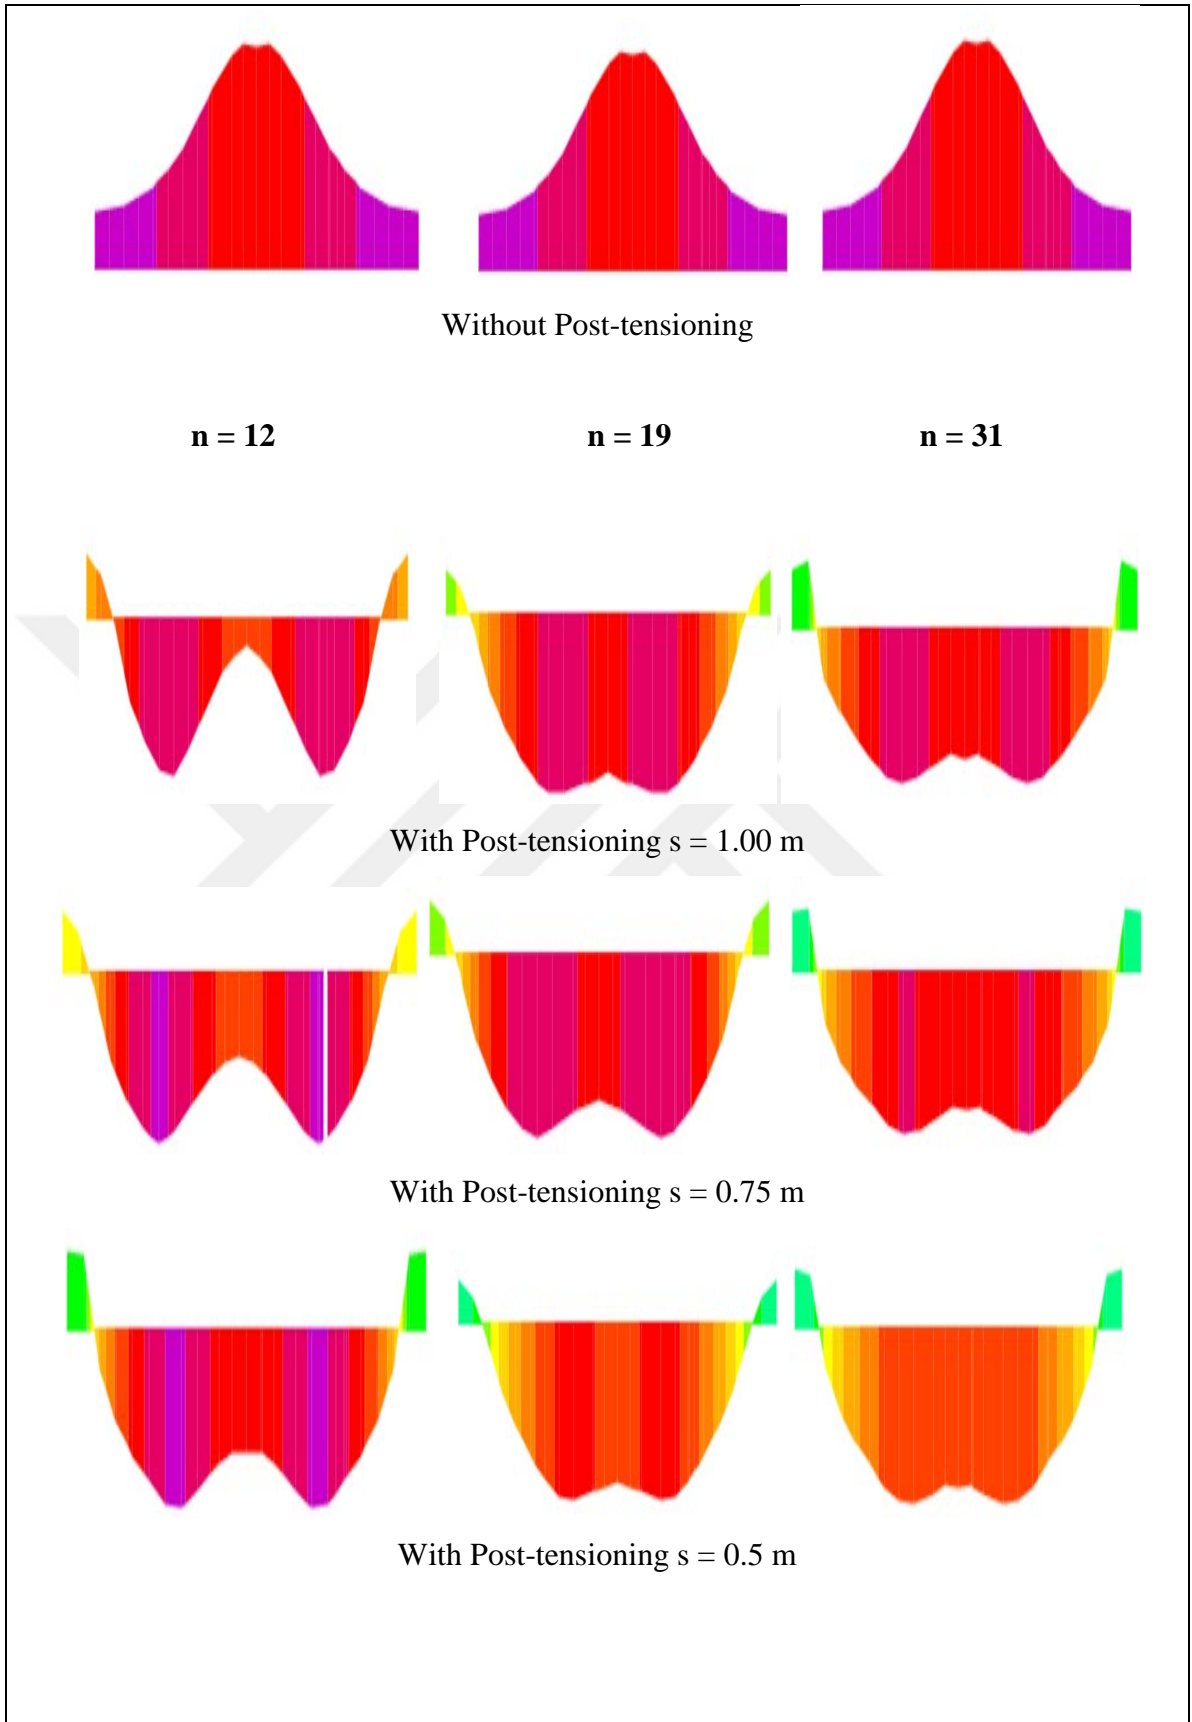 Without Post-tensioning
n = 12 n = 19 n = 31
With Post-tensioning s = 1.00 m
With Post-tensioning s = 0.75 m
With Post-tensioning s = 0.5 m